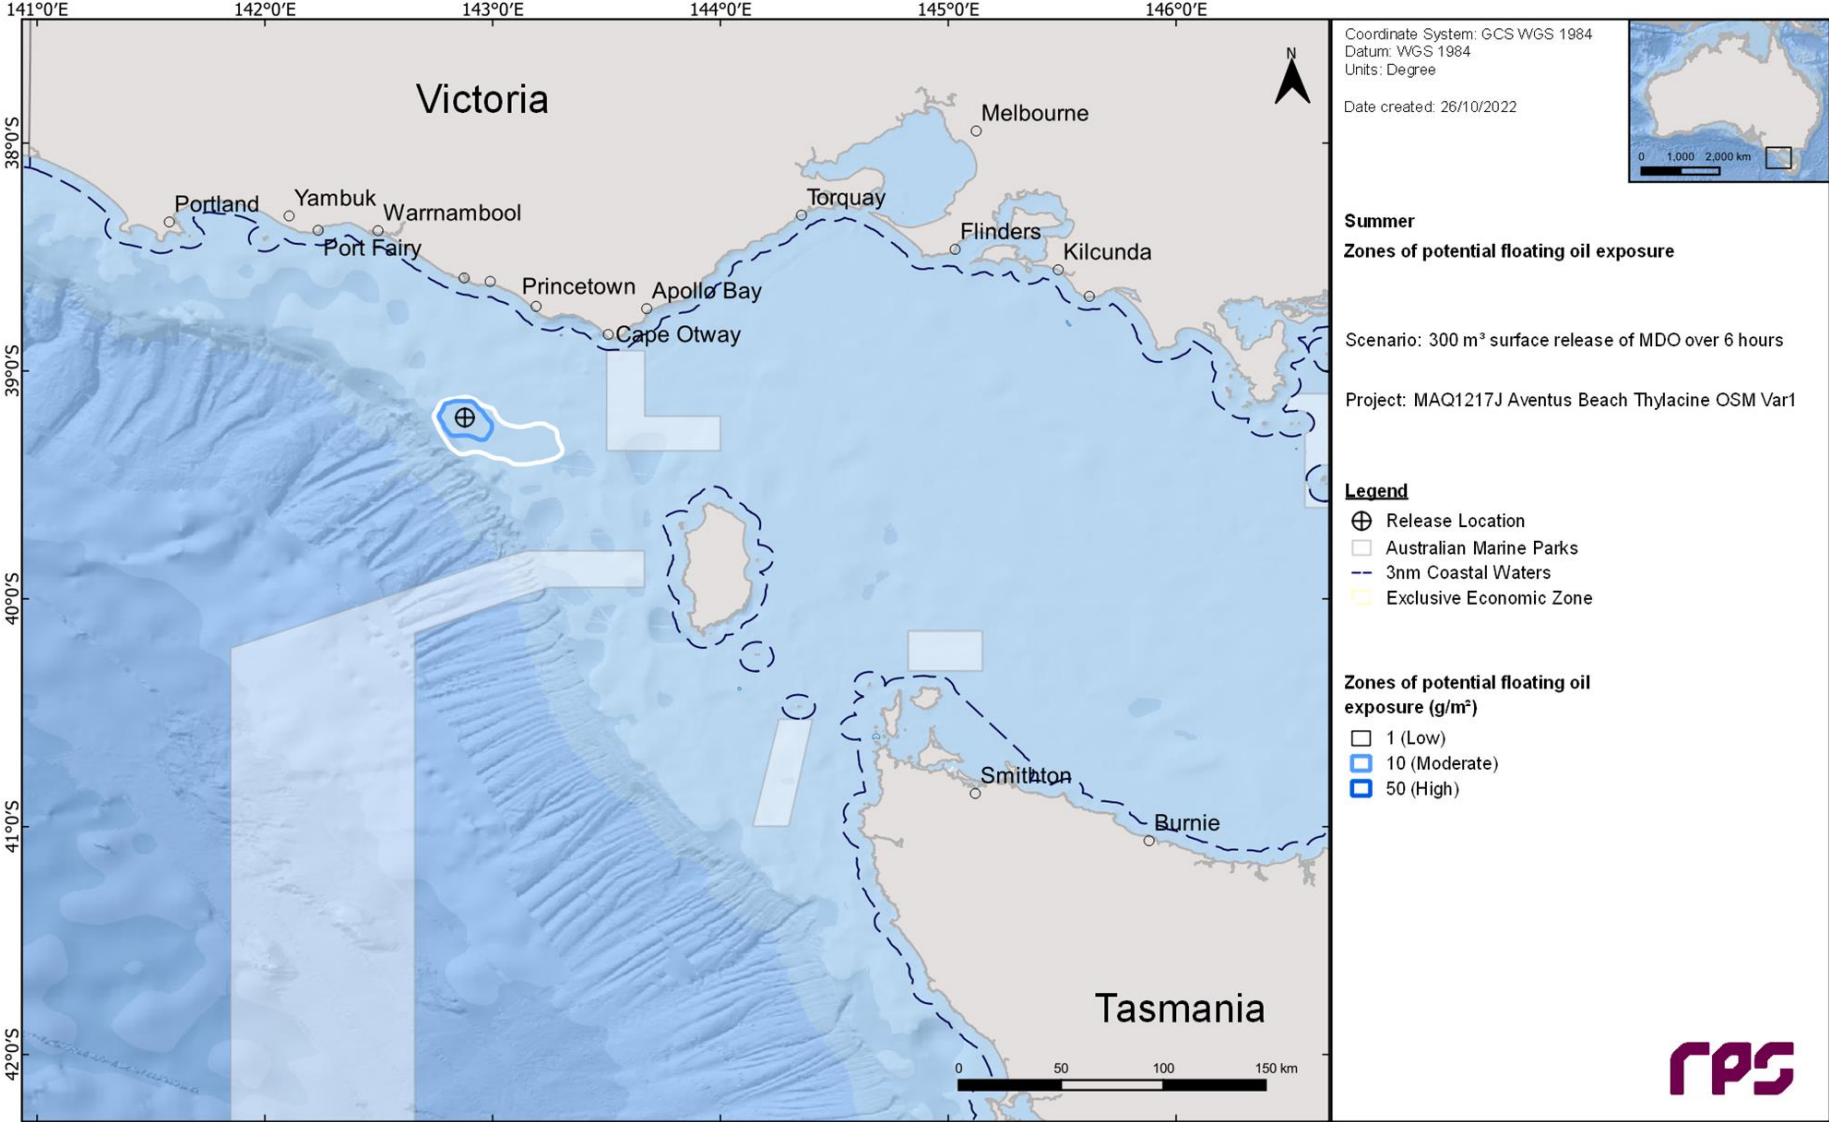 141°0'E
142°0'E
143°0'E
144°0'E
145°0'E
146°0'E
38°0'S
39°0'S
40°0'S
41°0'S
42°0'S
Victoria
N
Melbourne
Portland
Yambuk
Warrnambool
Port Fairy
Torquay
Flinders
Kilcunda
Princetown
Apollo Bay
Cape Otway
Smithton
Burnie
Tasmania
0 50 100 150 km
Coordinate System: GCS WGS 1984
Datum: WGS 1984
Units: Degree
Date created: 26/10/2022
0 1,000 2,000 km
Summer
Zones of potential floating oil exposure
Scenario: 300 m³ surface release of MDO over 6 hours
Project: MAQ1217J Aventus Beach Thylacine OSM Var1
Legend
Release Location
Australian Marine Parks
3nm Coastal Waters
Exclusive Economic Zone
Zones of potential floating oil
exposure (g/m²)
1 (Low)
10 (Moderate)
50 (High)
rps